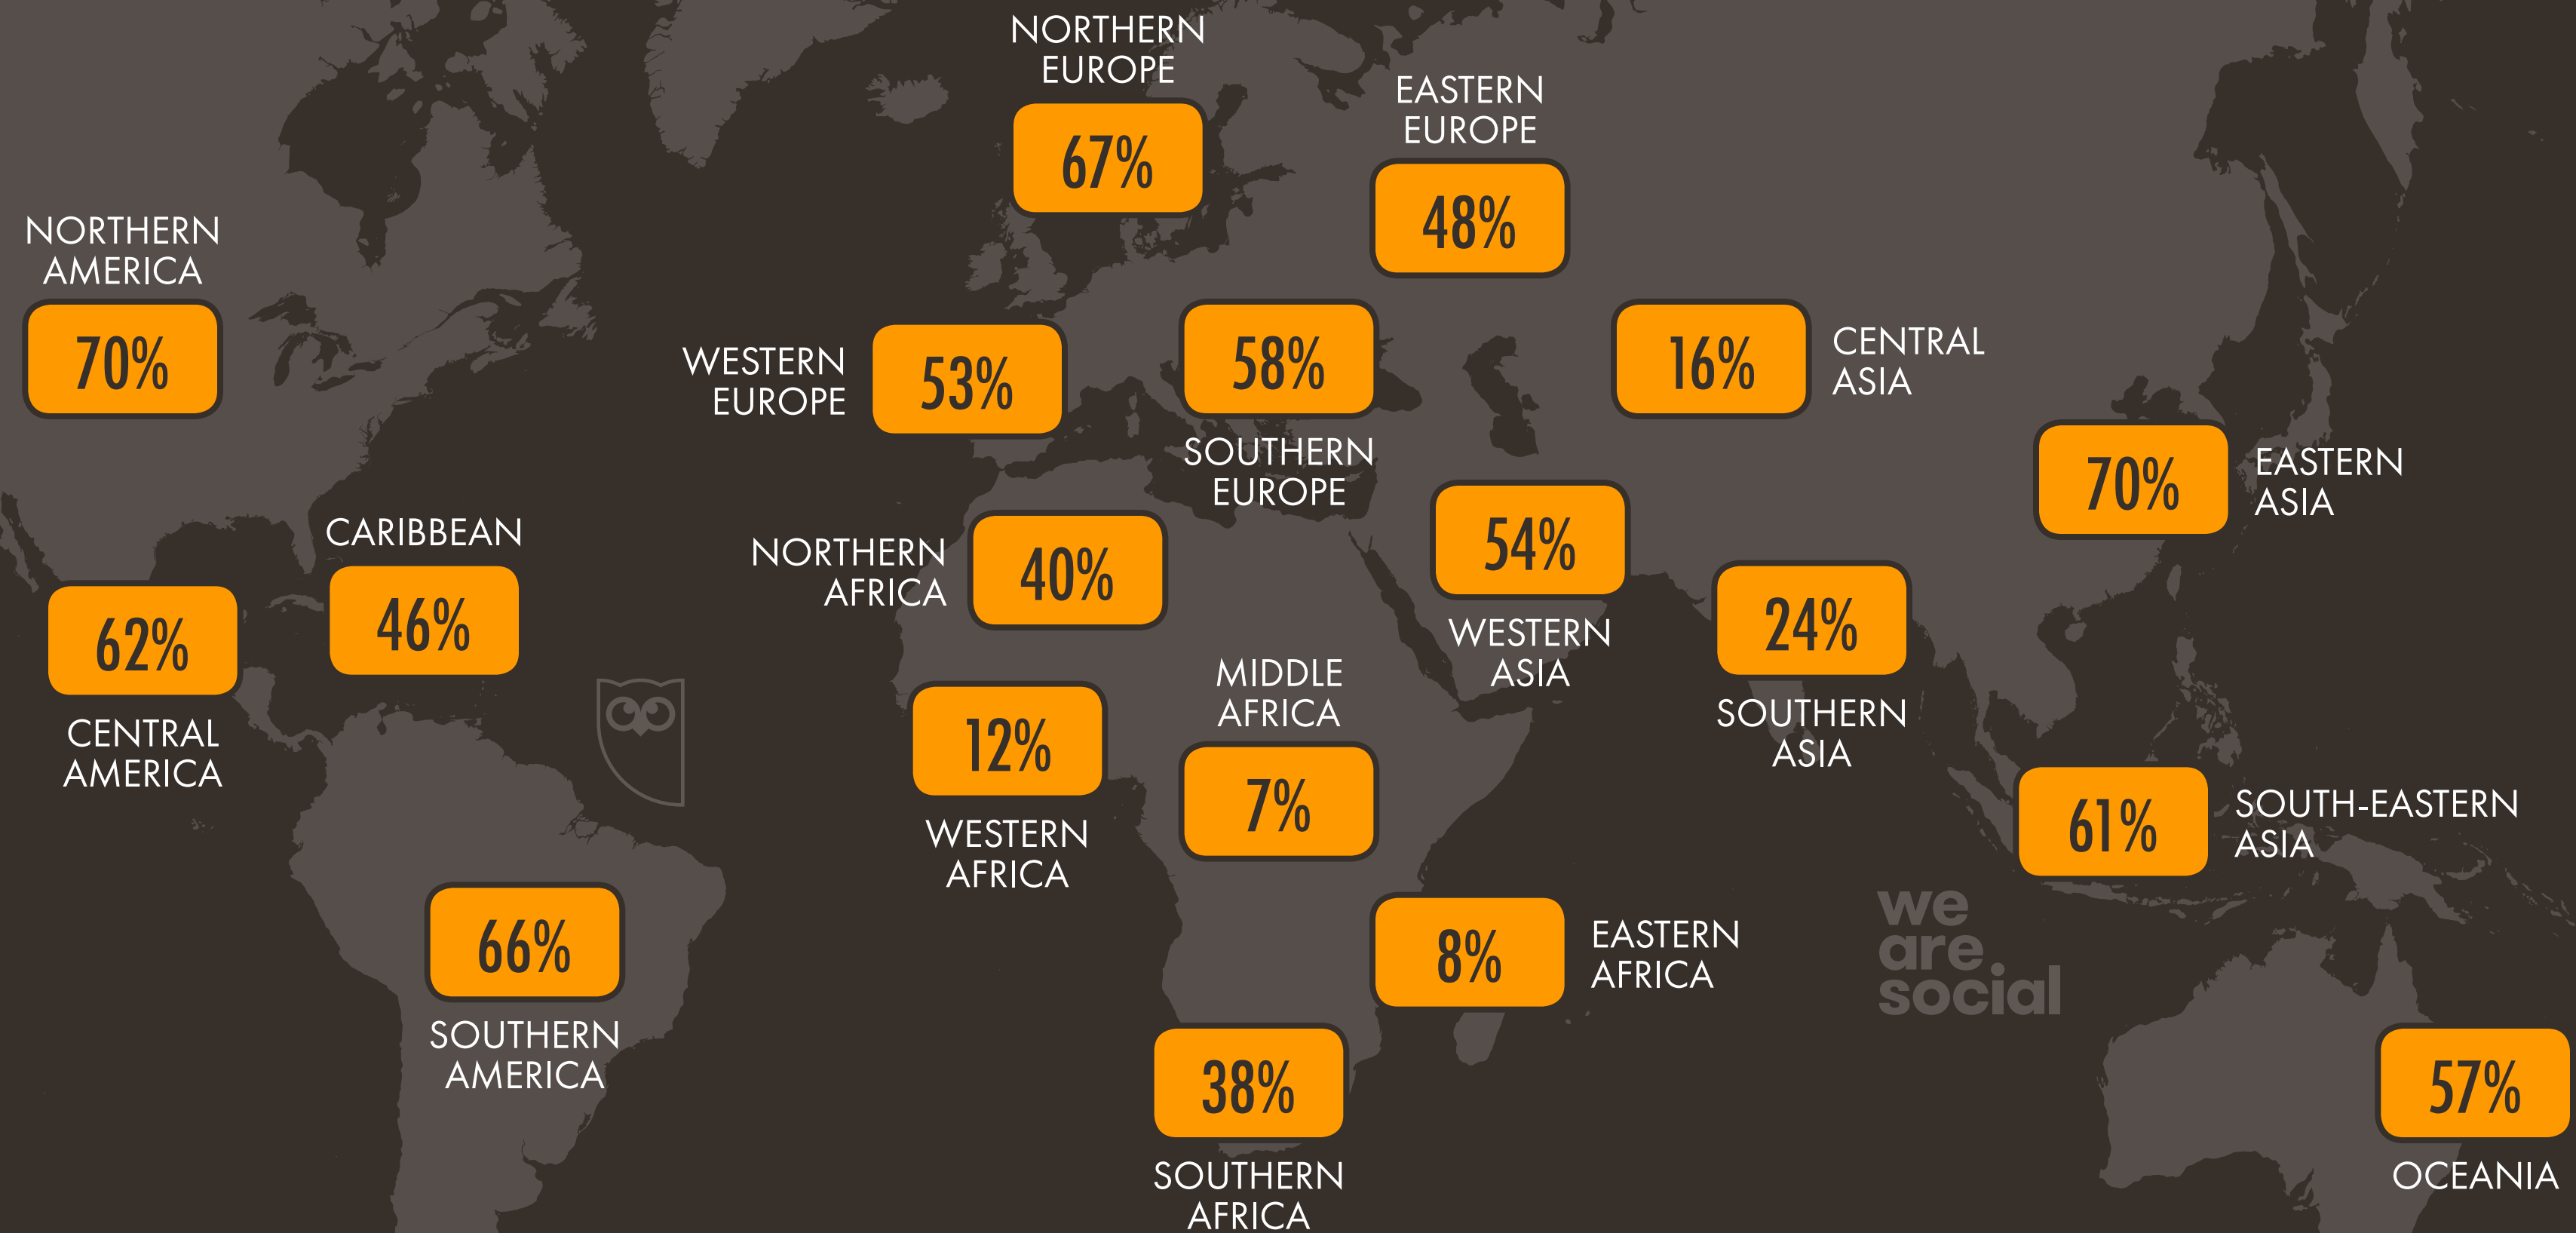 NORTHERN
EUROPE
67%
EASTERN
EUROPE
48%
NORTHERN
AMERICA
70%
WESTERN
EUROPE
53%
58%
SOUTHERN
EUROPE
16%
CENTRAL
ASIA
70%
EASTERN
ASIA
CARIBBEAN
46%
62%
CENTRAL
AMERICA
NORTHERN
AFRICA
40%
54%
WESTERN
ASIA
24%
SOUTHERN
ASIA
12%
WESTERN
AFRICA
MIDDLE
AFRICA
7%
61%
SOUTH-EASTERN
ASIA
66%
SOUTHERN
AMERICA
8%
EASTERN
AFRICA
we
are
social
38%
SOUTHERN
AFRICA
57%
OCEANIA